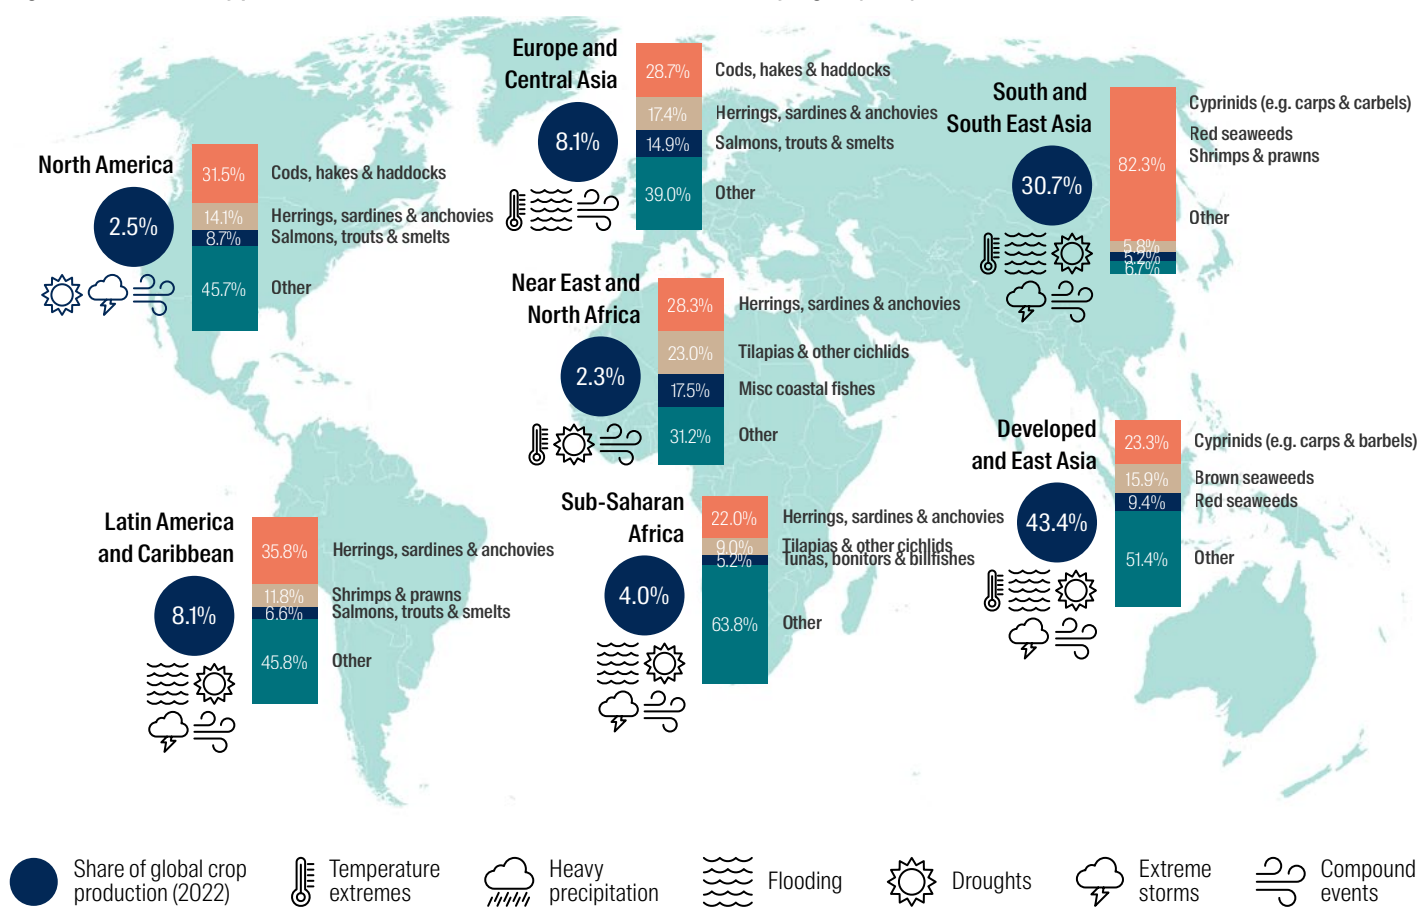 Europe and
Central Asia
8.1%
28.7%
17.4%
14.9%
39.0%
Cods, hakes & haddocks
Herrings, sardines & anchovies
Salmons, trouts & smelts
Other
South and
South East Asia
30.7%
82.3%
5.8%
5.2%
6.7%
Cyprinids (e.g. carps & carbels)
Red seaweeds
Shrimps & prawns
Other
North America
2.5%
31.5%
14.1%
8.7%
45.7%
Cods, hakes & haddocks
Herrings, sardines & anchovies
Salmons, trouts & smelts
Other
Near East and
North Africa
2.3%
28.3%
23.0%
17.5%
31.2%
Herrings, sardines & anchovies
Tilapias & other cichlids
Misc coastal fishes
Other
Developed
and East Asia
43.4%
23.3%
15.9%
9.4%
51.4%
Cyprinids (e.g. carps & barbels)
Brown seaweeds
Red seaweeds
Other
Latin America
and Caribbean
8.1%
35.8%
11.8%
6.6%
45.8%
Herrings, sardines & anchovies
Shrimps & prawns
Salmons, trouts & smelts
Other
Sub-Saharan
Africa
4.0%
22.0%
9.0%
5.2%
63.8%
Herrings, sardines & anchovies
Tilapias & other cichlids
Tunas, bonitors & billfishes
Other
Share of global crop
production (2022)
Temperature
extremes
Heavy
precipitation
Flooding
Droughts
Extreme
storms
Compound
events